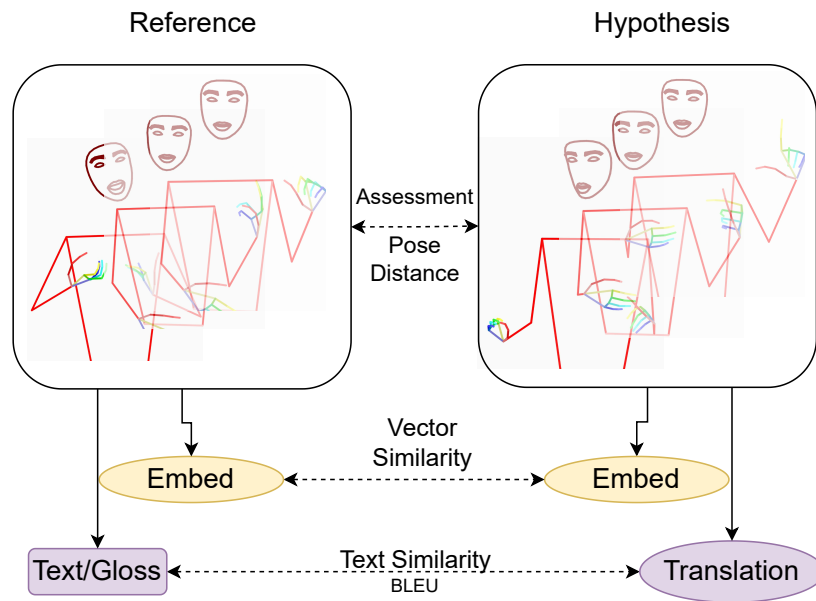 Reference
Hypothesis
Assessment
Pose
Distance
Vector
Similarity
Embed
Embed
Text Similarity
BLEU
Text/Gloss
Translation